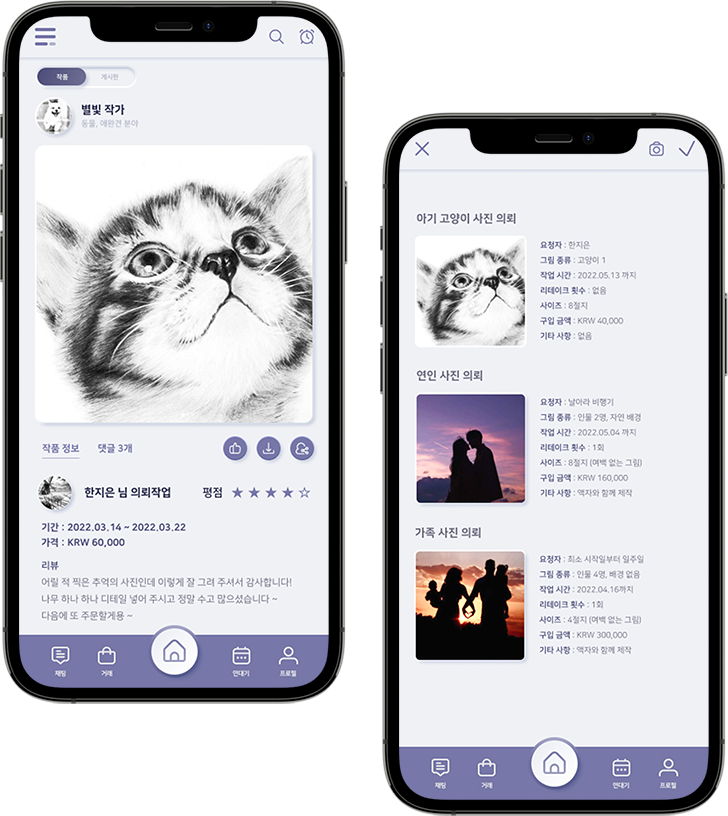 작품
게시판
별빛 작가
동물, 애완견 분야
작품 정보
댓글 3개
한지은 님 의뢰작업
평점
기간 : 2022.03.14 ~ 2022.03.22
가격 : KRW 60,000
리뷰
어릴 적 찍은 추억의 사진인데 이렇게 잘 그려 주셔서 감사합니다!
나무 하나 하나 디테일 넣어 주시고 정말 수고 많으셨습니다 ~
다음에 또 주문할게용 ~
채팅
거래
연대기
프로필
아기 고양이 사진 의뢰
요청자 : 한지은
그림 종류 : 고양이 1
작업 시간 : 2022.05.13 까지
리테이크 횟수 : 없음
사이즈 : 8절지
구입 금액 : KRW 40,000
기타 사항 : 없음
연인 사진 의뢰
요청자 : 날아라 비행기
그림 종류 : 인물 2명, 자연 배경
작업 시간 : 2022.05.04 까지
리테이크 횟수 : 1회
사이즈 : 8절지 (여백 없는 그림)
구입 금액 : KRW 160,000
기타 사항 : 액자와 함께 제작
가족 사진 의뢰
요청자 : 최소 시작일부터 일주일
그림 종류 : 인물 4명, 배경 없음
작업 시간 : 2022.04.16까지
리테이크 횟수 : 1회
사이즈 : 4절지 (여백 없는 그림)
구입 금액 : KRW 300,000
기타 사항 : 액자와 함께 제작
채팅
거래
연대기
프로필